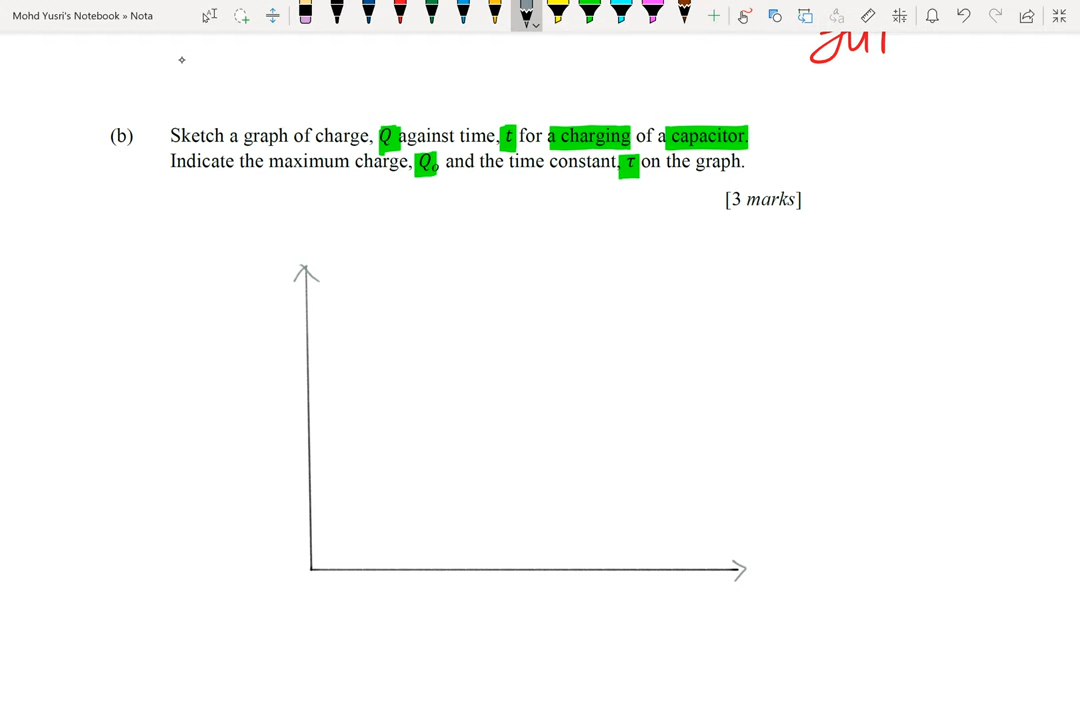 Mohd Yusri's Notebook » Nota
(b) Sketch a graph of charge, Q against time, t for a charging of a capacitor.
Indicate the maximum charge, Q₀ and the time constant, τ on the graph.
[3 marks]